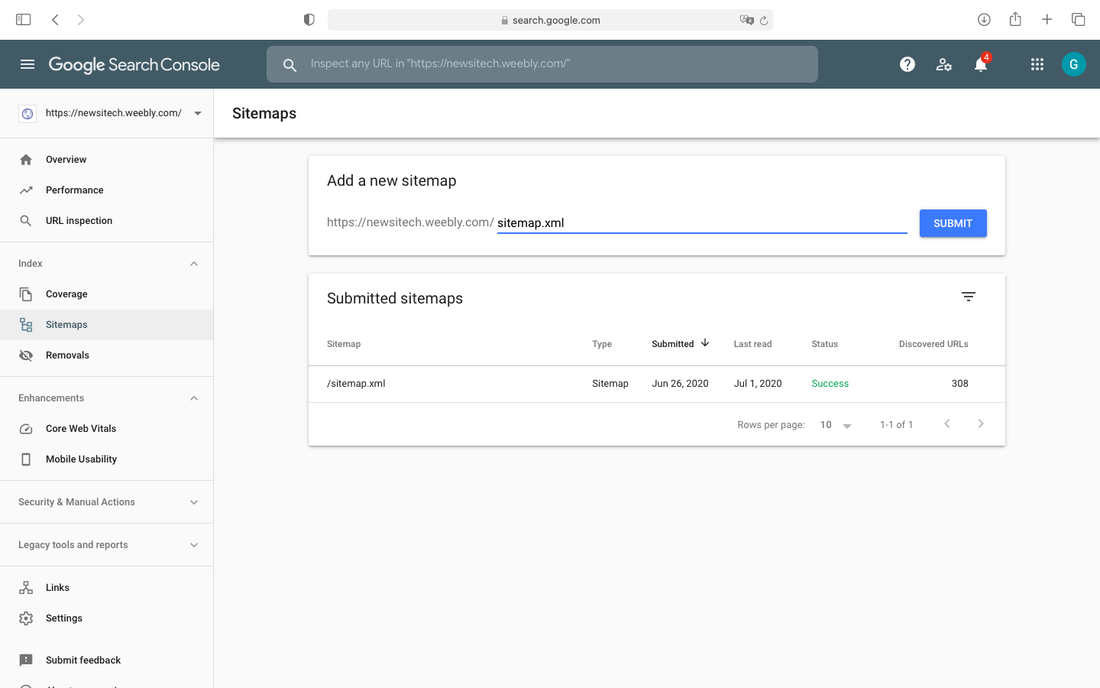 search.google.com
Google Search Console
Inspect any URL in "https://newsitech.weebly.com/"
4
G
https://newsitech.weebly.com/
Sitemaps
Overview
Performance
URL inspection
Index
Coverage
Sitemaps
Removals
Enhancements
Core Web Vitals
Mobile Usability
Security & Manual Actions
Legacy tools and reports
Links
Settings
Submit feedback
Add a new sitemap
https://newsitech.weebly.com/ sitemap.xml
SUBMIT
Submitted sitemaps
Sitemap Type Submitted Last read Status Discovered URLs
/sitemap.xml Sitemap Jun 26, 2020 Jul 1, 2020 Success 308
Rows per page: 10 1-1 of 1